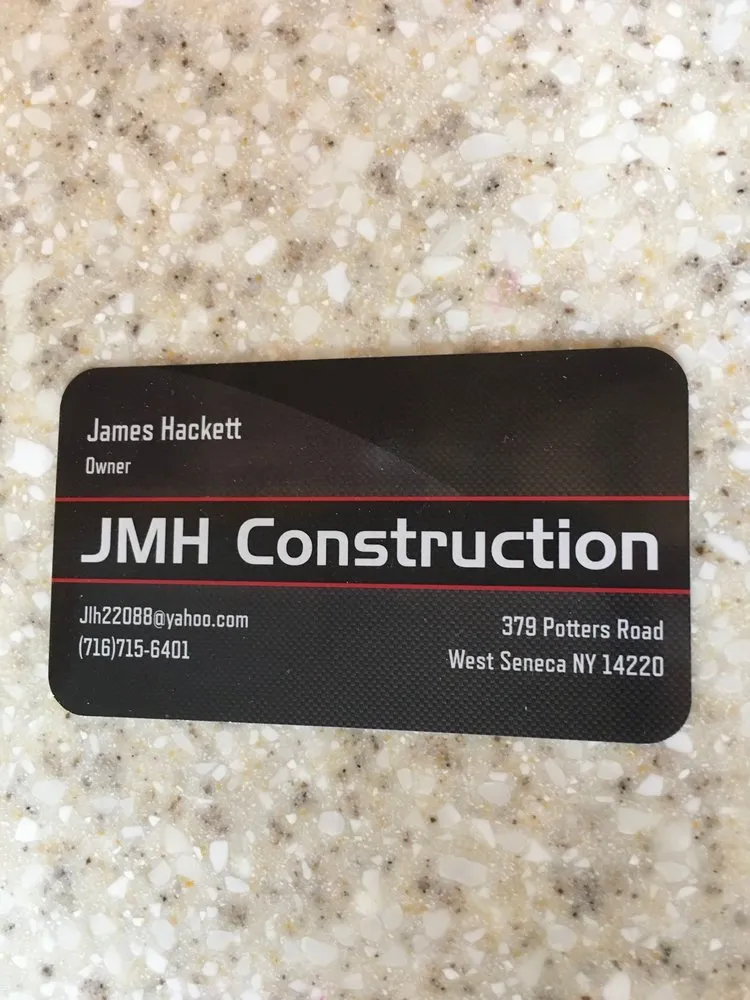 James Hackett
Owner
JMH Construction
Jlh22088@yahoo.com
(716)715-6401
379 Potters Road
West Seneca NY 14220